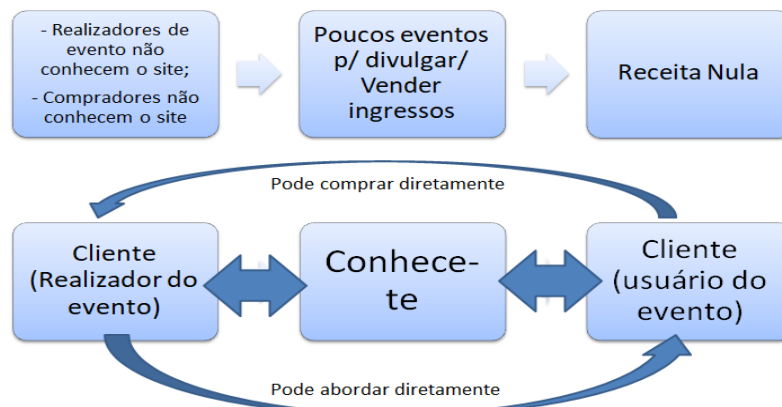 - Realizadores de
evento não
conhecem o site;
- Compradores não
conhecem o site
Poucos eventos
p/ divulgar/
Vender
ingressos
Receita Nula
Pode comprar diretamente
Cliente
(Realizador do
evento)
Conhece-
te
Cliente
(usuário do
evento)
Pode abordar diretamente